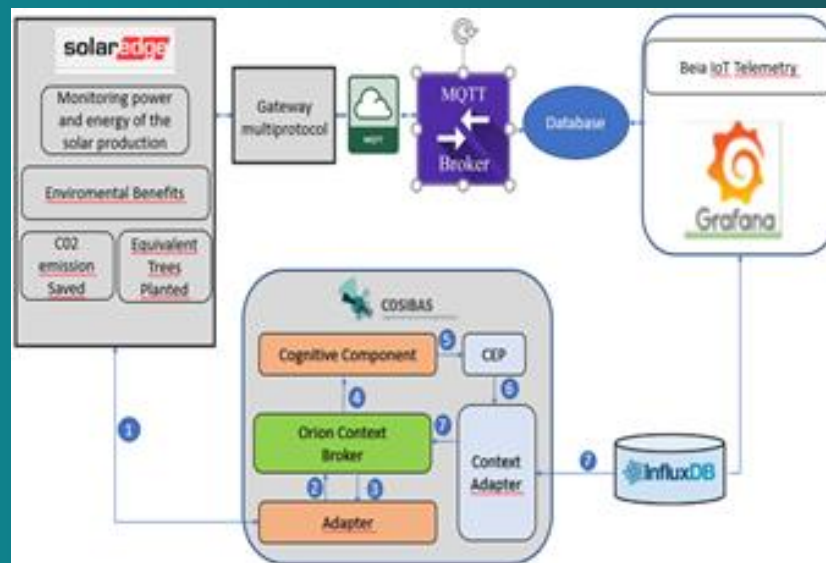 solaredge
Monitoring power
and energy of the
solar production
Enviromental Benefits
C02
emission
Saved
Equivalent
Trees
Planted
Gateway
multiprotocol
MQTT
MQTT
Broker
Database
Beia IoT Telemetry
Grafana
COSIBAS
Cognitive Component
5
CEP
4
6
1
Orion Context
Broker
7
Context
Adapter
7
InfluxDB
2
3
Adapter